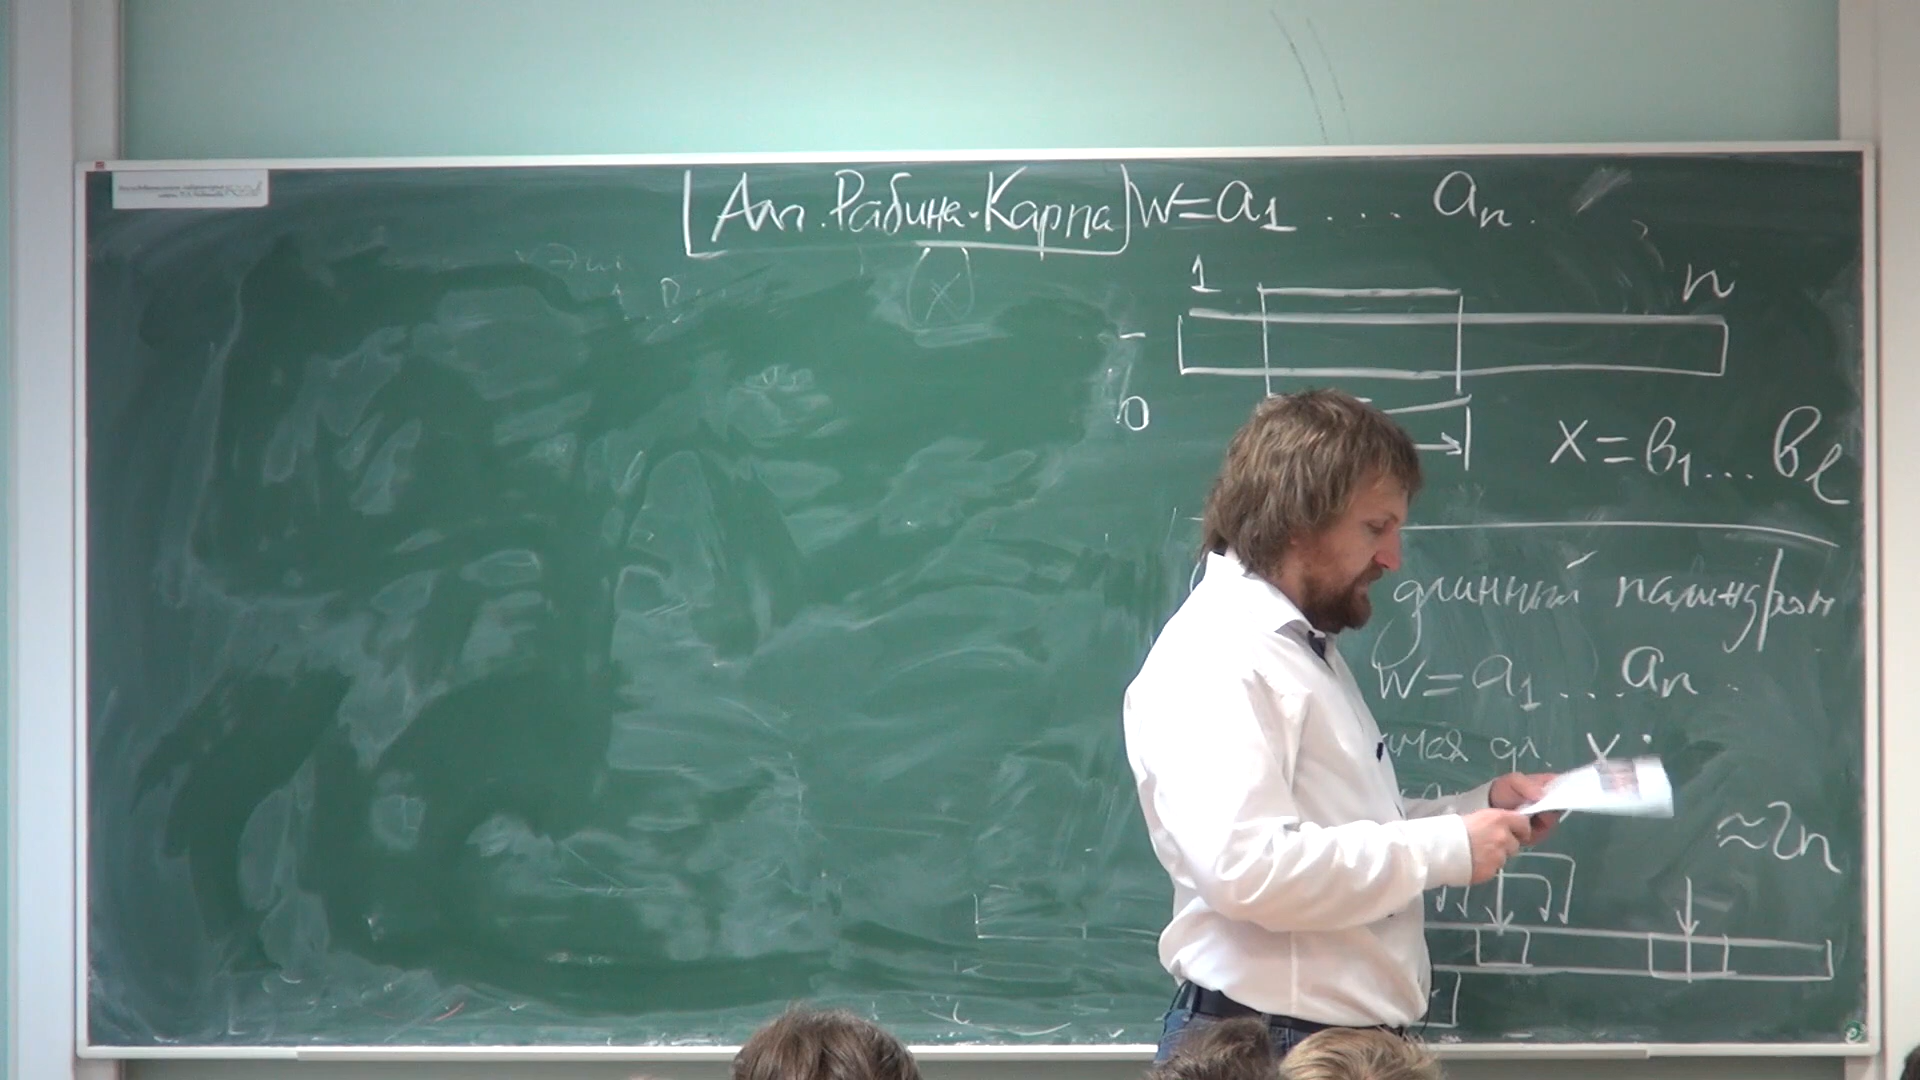 Алг. Рабина-Карпа W=a1 .... an.
1 n
0
X = b1 ... bl
длинный палиндром
W=a1 ... an
≈2n